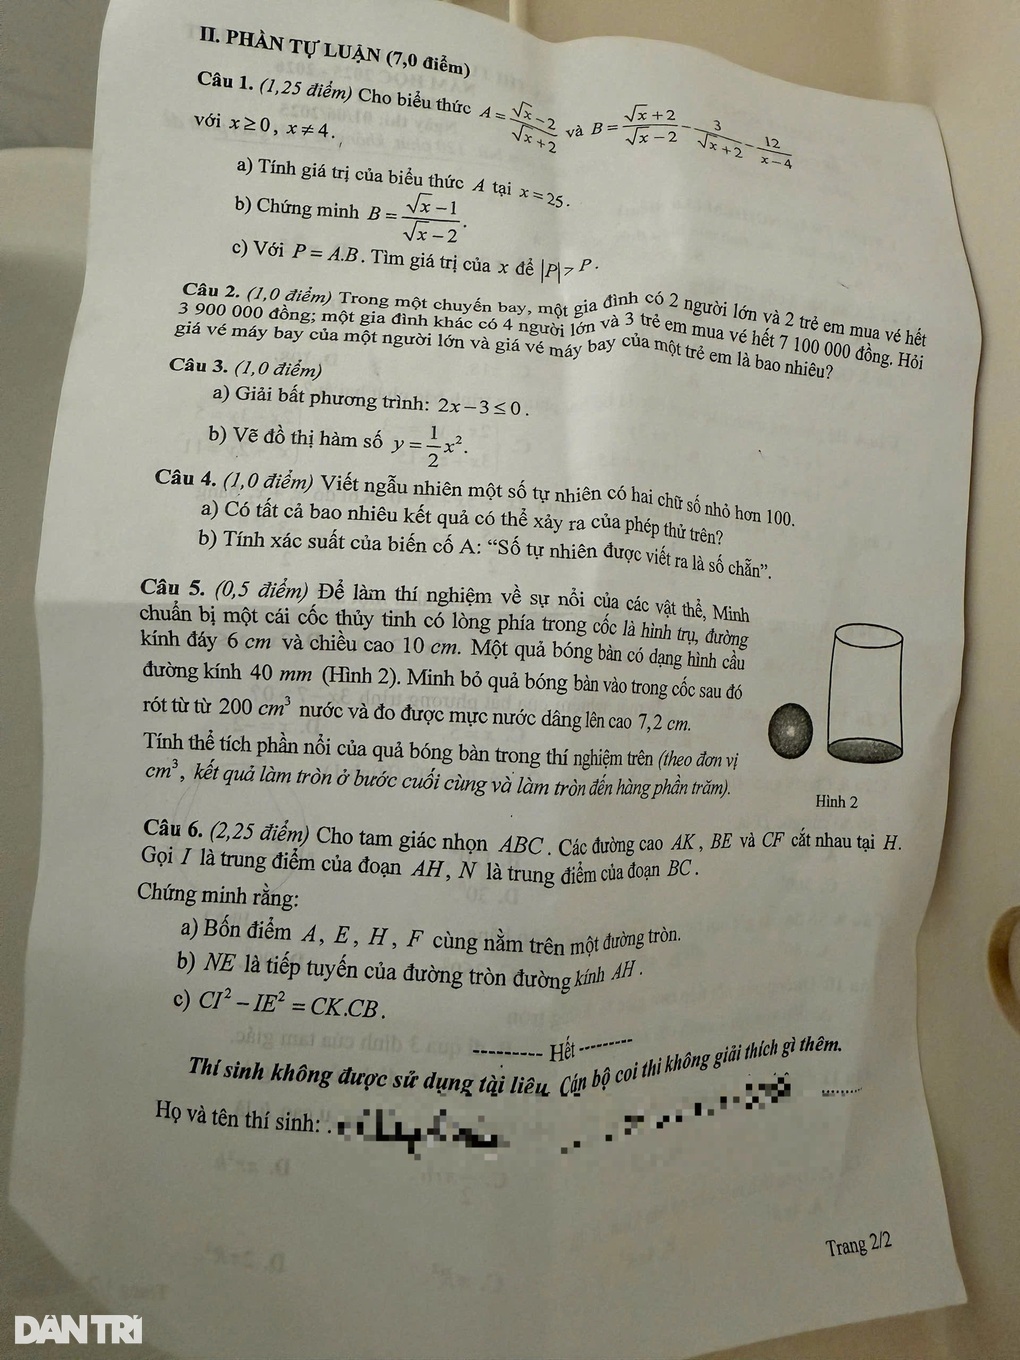 II. PHẦN TỰ LUẬN (7,0 điểm)
Câu 1. (1,25 điểm) Cho biểu thức A = (√x − 2)/(√x + 2) và B = (√x + 2)/(√x − 2) − 3/(√x + 2) − 12/(x − 4)
với x ≥ 0, x ≠ 4.
a) Tính giá trị của biểu thức A tại x = 25.
b) Chứng minh B = (√x − 1)/(√x − 2).
c) Với P = A.B. Tìm giá trị của x để |P| > P.
Câu 2. (1,0 điểm) Trong một chuyến bay, một gia đình có 2 người lớn và 2 trẻ em mua vé hết
3 900 000 đồng; một gia đình khác có 4 người lớn và 3 trẻ em mua vé hết 7 100 000 đồng. Hỏi
giá vé máy bay của một người lớn và giá vé máy bay của một trẻ em là bao nhiêu?
Câu 3. (1,0 điểm)
a) Giải bất phương trình: 2x − 3 ≤ 0.
b) Vẽ đồ thị hàm số y = 1/2 x².
Câu 4. (1,0 điểm) Viết ngẫu nhiên một số tự nhiên có hai chữ số nhỏ hơn 100.
a) Có tất cả bao nhiêu kết quả có thể xảy ra của phép thử trên?
b) Tính xác suất của biến cố A: “Số tự nhiên được viết ra là số chẵn”.
Câu 5. (0,5 điểm) Để làm thí nghiệm về sự nổi của các vật thể, Minh
chuẩn bị một cái cốc thủy tinh có lòng phía trong cốc là hình trụ, đường
kính đáy 6 cm và chiều cao 10 cm. Một quả bóng bàn có dạng hình cầu
đường kính 40 mm (Hình 2). Minh bỏ quả bóng bàn vào trong cốc sau đó
rót từ từ 200 cm³ nước và đo được mực nước dâng lên cao 7,2 cm.
Tính thể tích phần nổi của quả bóng bàn trong thí nghiệm trên (theo đơn vị
cm³, kết quả làm tròn ở bước cuối cùng và làm tròn đến hàng phần trăm).
Hình 2
Câu 6. (2,25 điểm) Cho tam giác nhọn ABC. Các đường cao AK, BE và CF cắt nhau tại H.
Gọi I là trung điểm của đoạn AH, N là trung điểm của đoạn BC.
Chứng minh rằng:
a) Bốn điểm A, E, H, F cùng nằm trên một đường tròn.
b) NE là tiếp tuyến của đường tròn đường kính AH.
c) CI² − IE² = CK.CB.
---------- Hết ----------
Thí sinh không được sử dụng tài liệu. Cán bộ coi thi không giải thích gì thêm.
Họ và tên thí sinh:
Trang 2/2
DÂN TRÍ